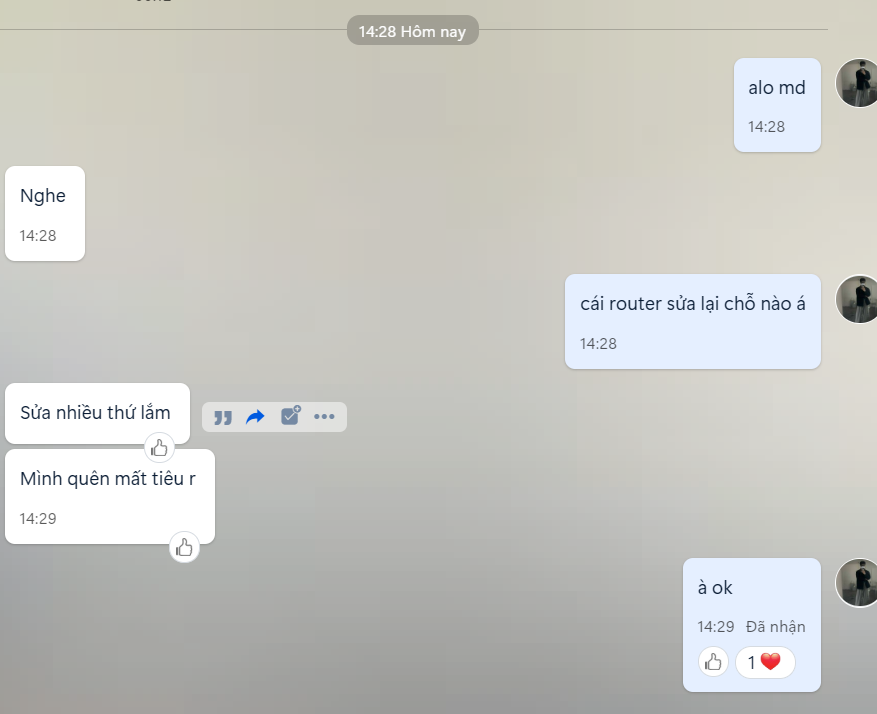 14:28 Hôm nay
alo md
14:28
Nghe
14:28
cái router sửa lại chỗ nào á
14:28
Sửa nhiều thứ lắm
Mình quên mất tiêu r
14:29
à ok
14:29 Đã nhận
1